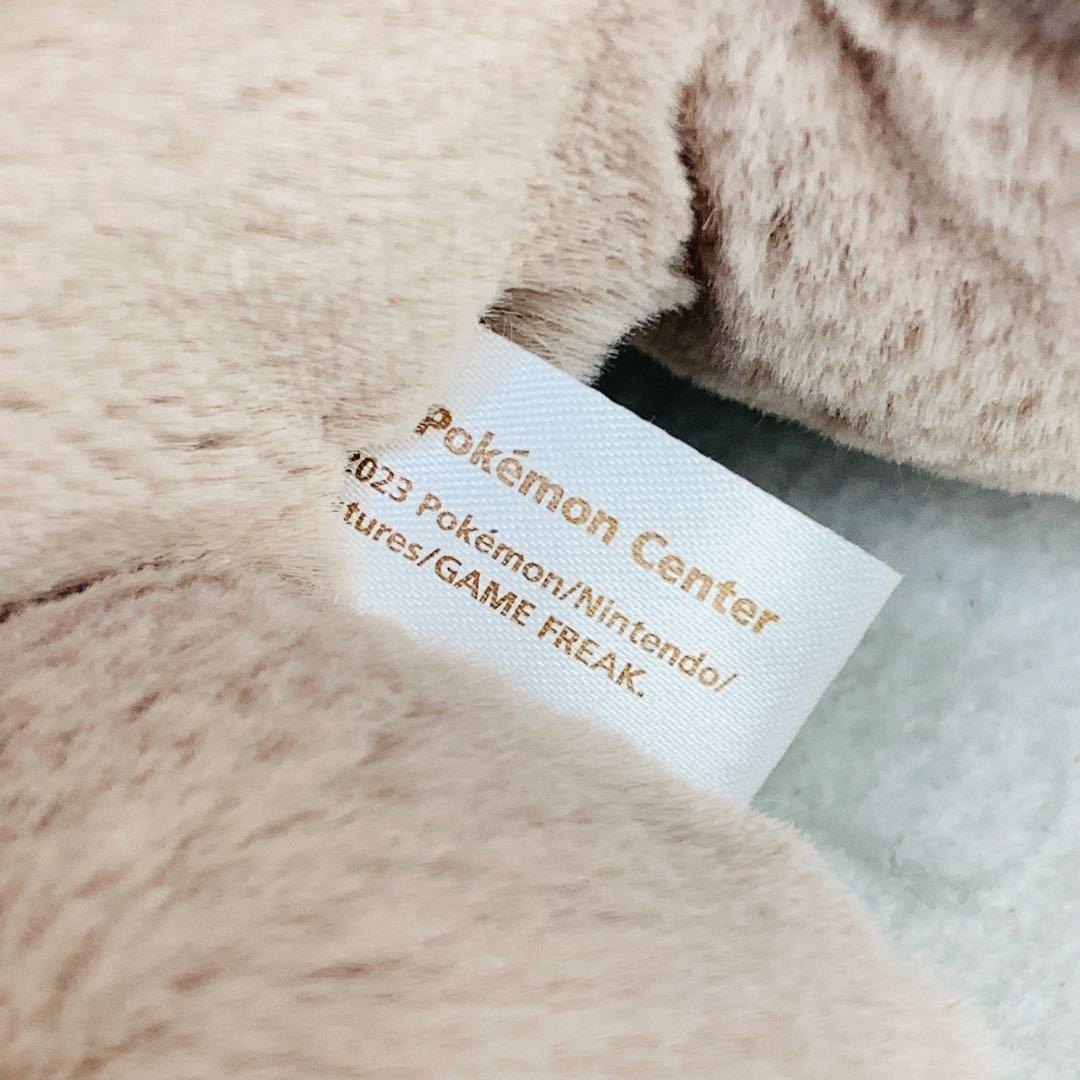 Pokémon Center
2023 Pokémon/Nintendo/
tures/GAME FREAK.